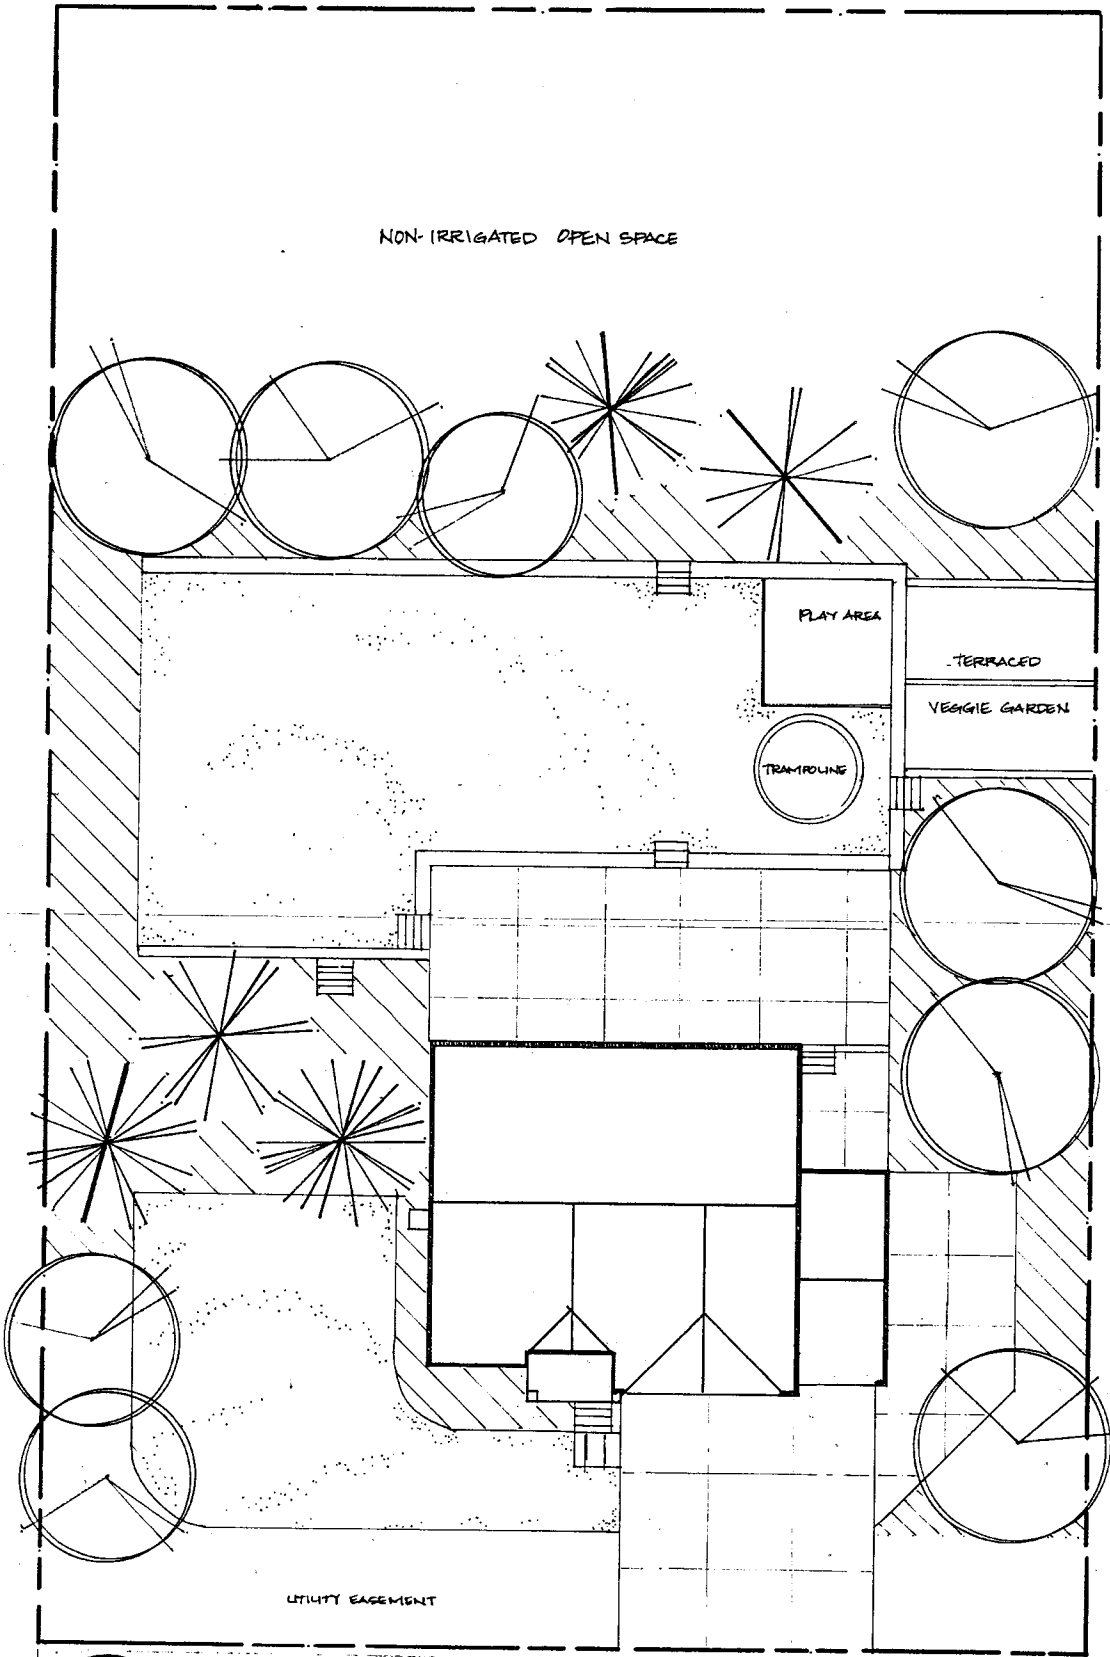 NON-IRRIGATED OPEN SPACE
PLAY AREA
TERRACED
VEGGIE GARDEN
TRAMPOLINE
UTILITY EASEMENT